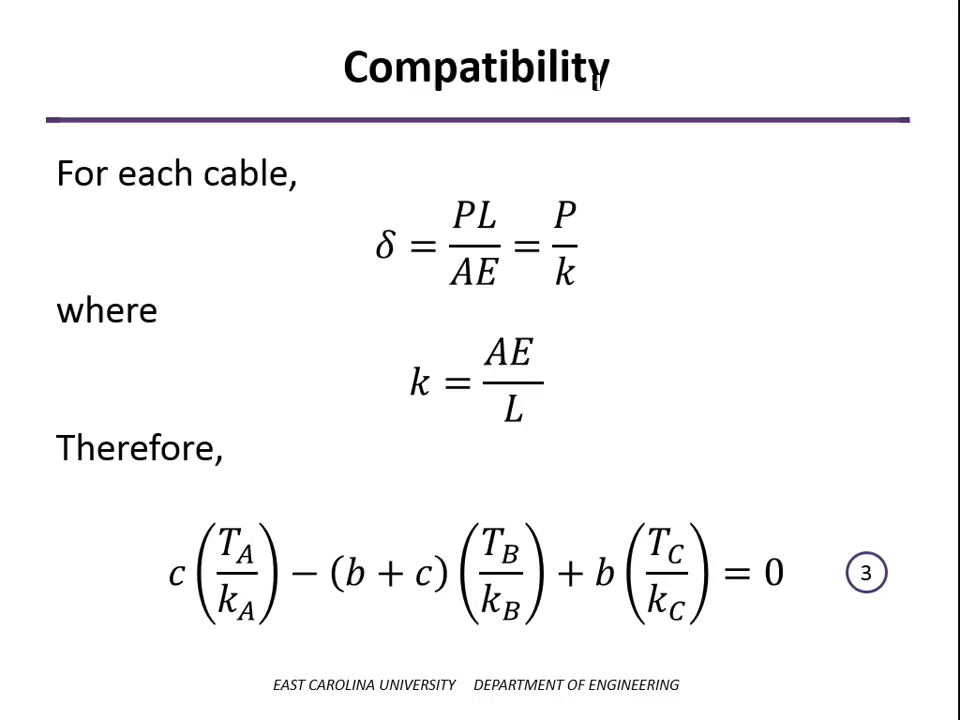 Compatibility
For each cable,
δ = PL/AE = P/k
where
k = AE/L
Therefore,
c(T_A/k_A) − (b + c)(T_B/k_B) + b(T_C/k_C) = 0 3
EAST CAROLINA UNIVERSITY DEPARTMENT OF ENGINEERING